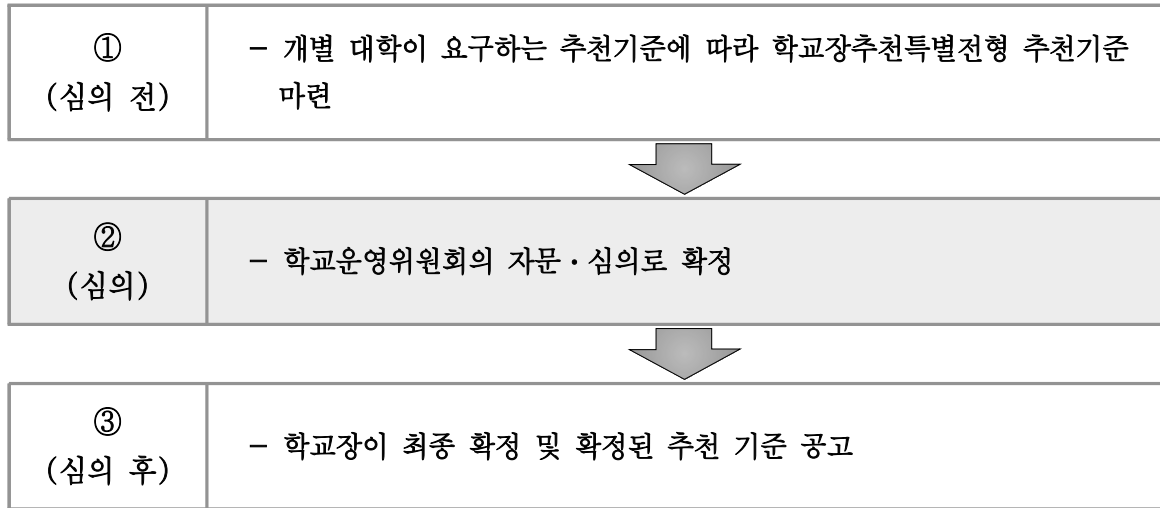 ①
(심의 전)
– 개별 대학이 요구하는 추천기준에 따라 학교장추천특별전형 추천기준
마련
②
(심의)
– 학교운영위원회의 자문·심의로 확정
③
(심의 후)
– 학교장이 최종 확정 및 확정된 추천 기준 공고